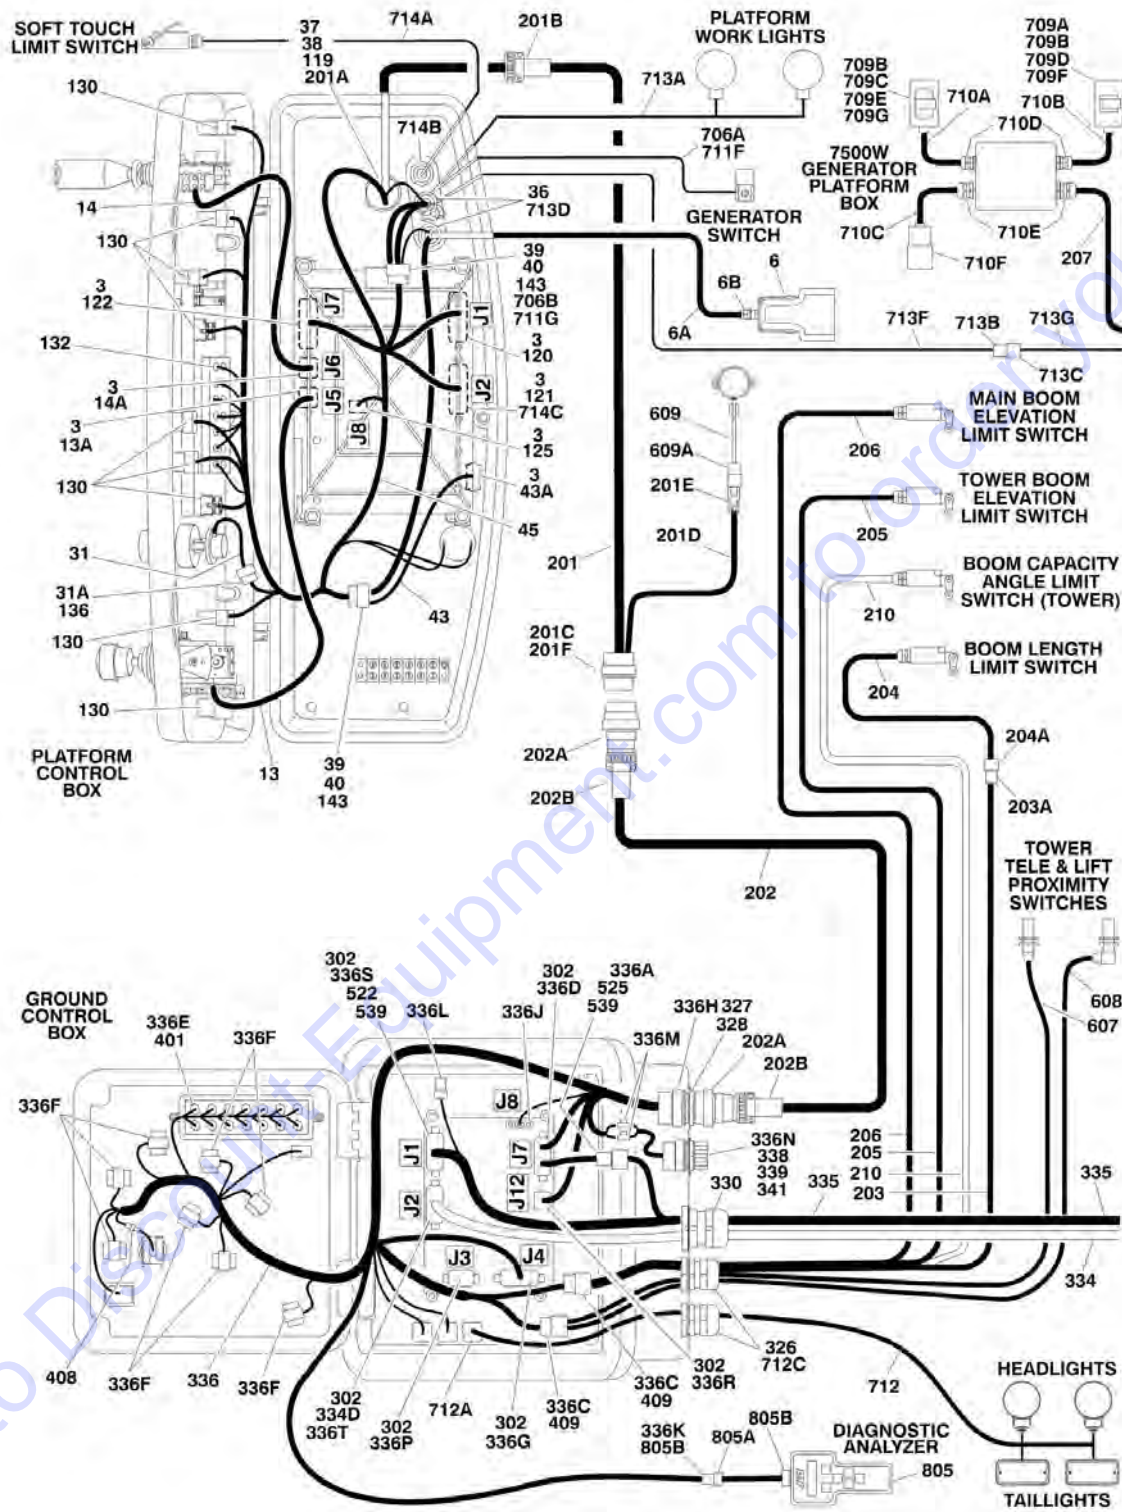 SOFT TOUCH
LIMIT SWITCH
37
38
119
201A
714A
201B
PLATFORM
WORK LIGHTS
709A
709B
709D
709F
709B
709C
709E
709G
710A
710B
710D
130
714B
713A
706A
711F
7500W
GENERATOR
PLATFORM
BOX
14
36
713D
GENERATOR
SWITCH
710C
710E
710F
207
130
39
40
143
706B
711G
6
6B
6A
3
122
J7
J1
713F
713B
713G
713C
132
J6
3
120
3
14A
J5
J2
3
121
714C
MAIN BOOM
ELEVATION
LIMIT SWITCH
609
206
3
13A
J8
3
125
609A
130
3
43A
201E
TOWER BOOM
ELEVATION
LIMIT SWITCH
205
45
201D
31
201
BOOM CAPACITY
ANGLE LIMIT
SWITCH (TOWER)
31A
136
43
210
130
201C
201F
BOOM LENGTH
LIMIT SWITCH
204
130
PLATFORM
CONTROL
BOX
13
39
40
143
202A
204A
202B
203A
TOWER
TELE & LIFT
PROXIMITY
SWITCHES
202
GROUND
CONTROL
BOX
302
336S
522
539
302
336D
336A
525
539
608
607
336E
401
336F
336L
336J
336H
327
328
202A
336M
202B
336F
J8
J1
J7
336N
338
339
341
206
205
210
203
J2
J12
330
335
335
J3
J4
334
408
336F
336
336F
302
334D
336T
302
336P
712A
302
336G
336C
409
336C
409
302
336R
326
712C
712
HEADLIGHTS
336K
805B
805A
805B
DIAGNOSTIC
ANALYZER
805
TAILLIGHTS
to Discount-Equipment.com to order yo